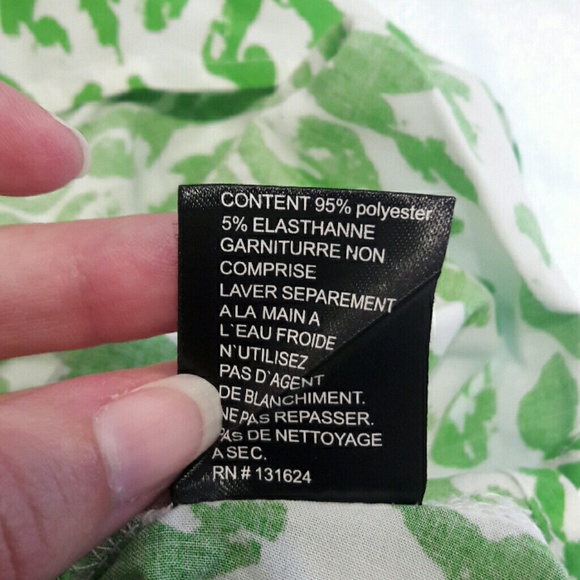 CONTENT 95% polyester
5% ELASTHANNE
GARNITURRE NON
COMPRISE
LAVER SEPAREMENT
A LA MAIN A
L`EAU FROIDE
N`UTILISEZ
PAS D`AGENT
DE BLANCHIMENT.
NE PAS REPASSER.
PAS DE NETTOYAGE
A SEC.
RN # 131624